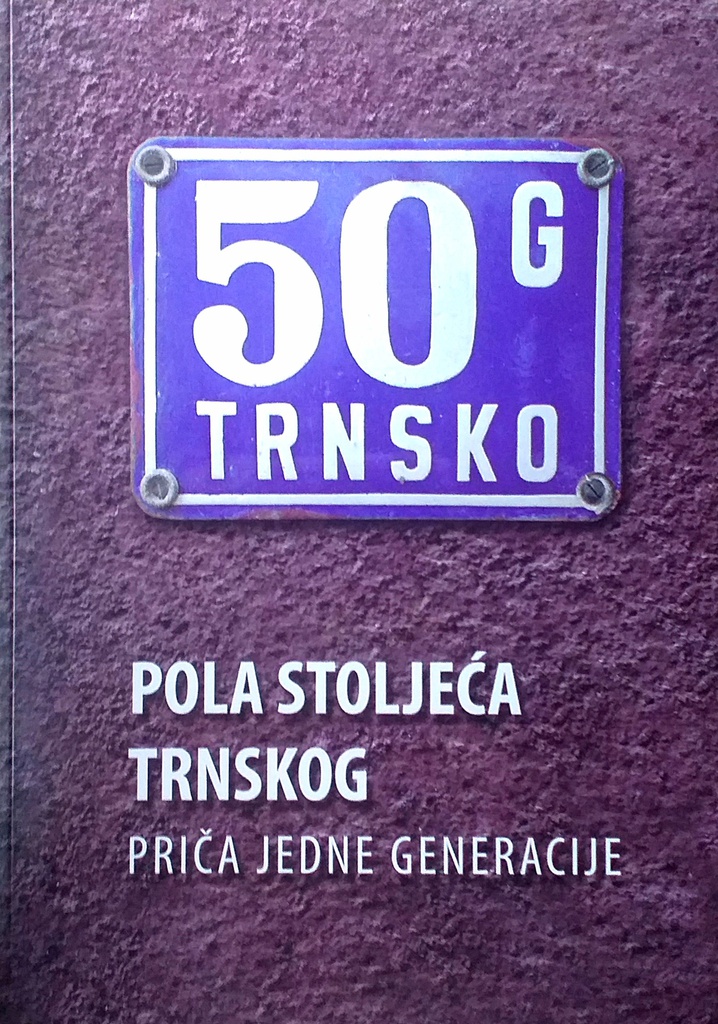 50 G
TRNSKO
POLA STOLJEĆA
TRNSKOG
PRIČA JEDNE GENERACIJE